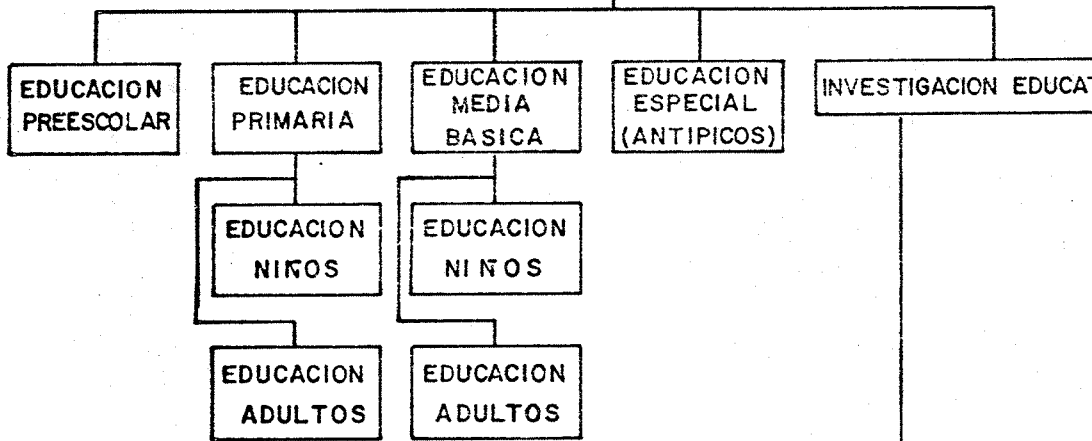 EDUCACION
PREESCOLAR
EDUCACION
PRIMARIA
EDUCACION
MEDIA
BASICA
EDUCACION
ESPECIAL
(ANTIPICOS)
INVESTIGACION EDUCAT
EDUCACION
NIÑOS
EDUCACION
NIÑOS
EDUCACION
ADULTOS
EDUCACION
ADULTOS